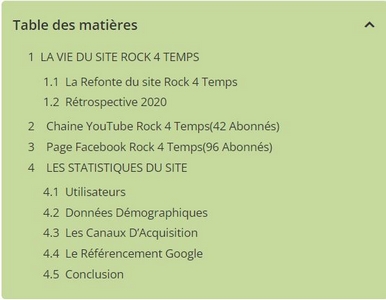 Table des matières
1 LA VIE DU SITE ROCK 4 TEMPS
1.1 La Refonte du site Rock 4 Temps
1.2 Rétrospective 2020
2 Chaine YouTube Rock 4 Temps(42 Abonnés)
3 Page Facebook Rock 4 Temps(96 Abonnés)
4 LES STATISTIQUES DU SITE
4.1 Utilisateurs
4.2 Données Démographiques
4.3 Les Canaux D’Acquisition
4.4 Le Référencement Google
4.5 Conclusion